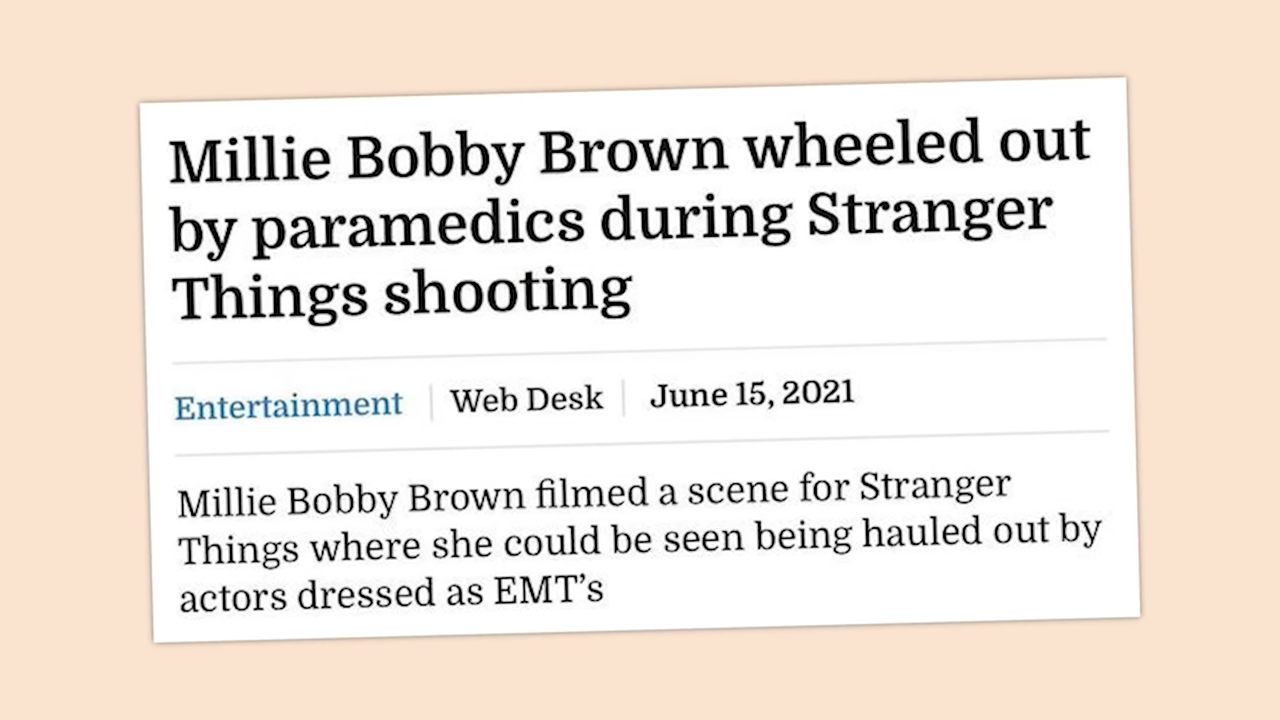 Millie Bobby Brown wheeled out
by paramedics during Stranger
Things shooting
Entertainment Web Desk June 15, 2021
Millie Bobby Brown filmed a scene for Stranger
Things where she could be seen being hauled out by
actors dressed as EMT’s